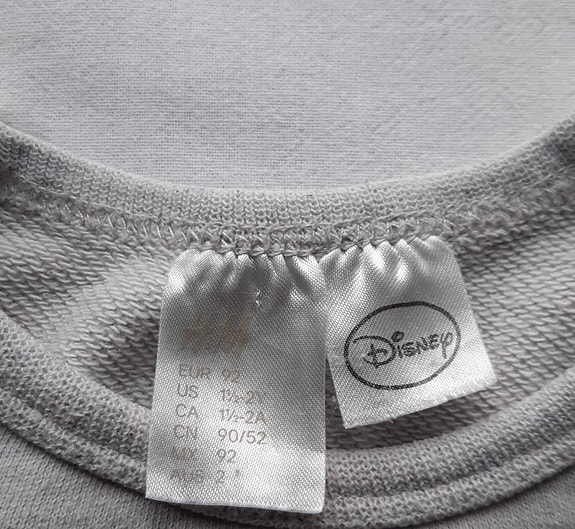 H&M
EUR 92
US 1½-2Y
CA 1½-2A
CN 90/52
MX 92
AUS 2
Disney